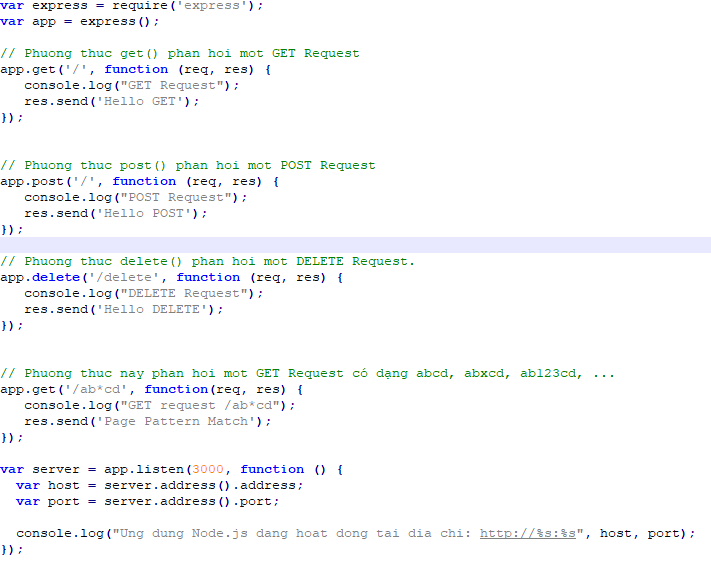 var express = require('express');
var app = express();
// Phuong thuc get() phan hoi mot GET Request
app.get('/', function (req, res) {
   console.log("GET Request");
   res.send('Hello GET');
});
// Phuong thuc post() phan hoi mot POST Request
app.post('/', function (req, res) {
   console.log("POST Request");
   res.send('Hello POST');
});
// Phuong thuc delete() phan hoi mot DELETE Request.
app.delete('/delete', function (req, res) {
   console.log("DELETE Request");
   res.send('Hello DELETE');
});
// Phuong thuc nay phan hoi mot GET Request có dạng abcd, abxcd, ab123cd, ...
app.get('/ab*cd', function(req, res) {
   console.log("GET request /ab*cd");
   res.send('Page Pattern Match');
});
var server = app.listen(3000, function () {
  var host = server.address().address;
  var port = server.address().port;
  console.log("Ung dung Node.js dang hoat dong tai dia chi: http://%s:%s", host, port);
});